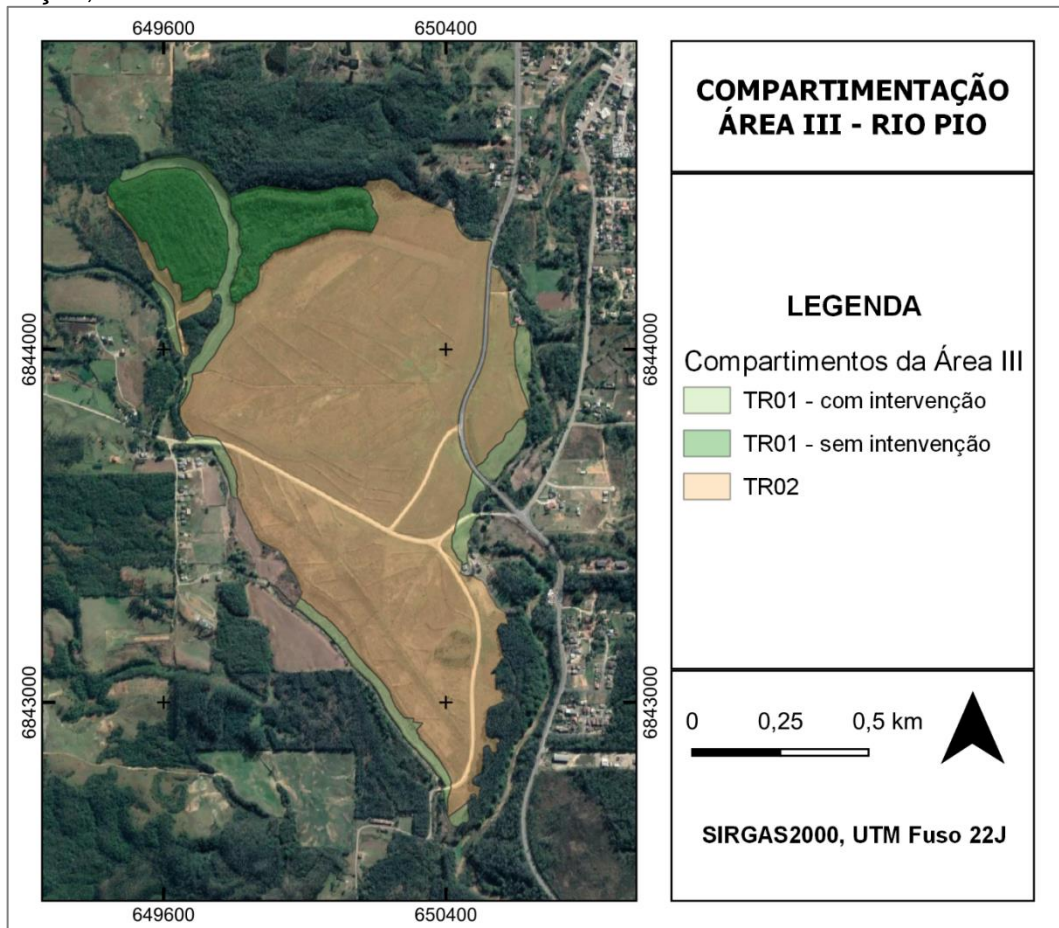 649600 650400
COMPARTIMENTAÇÃO
ÁREA III - RIO PIO
LEGENDA
Compartimentos da Área III
TR01 - com intervenção
TR01 - sem intenvenção
TR02
6844000 6844000
6843000 6843000
0 0,25 0,5 km
SIRGAS2000, UTM Fuso 22J
649600 650400